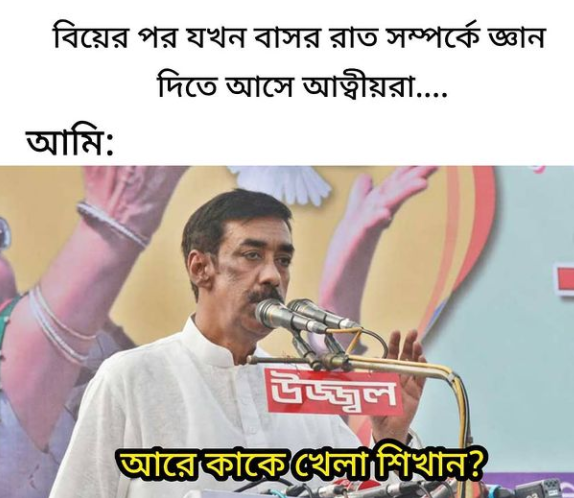 বিয়ের পর যখন বাসর রাত সম্পর্কে জ্ঞান
দিতে আসে আত্বীয়রা....
আমি:
উজ্জ্বল
আরে কাকে খেলা শিখান?